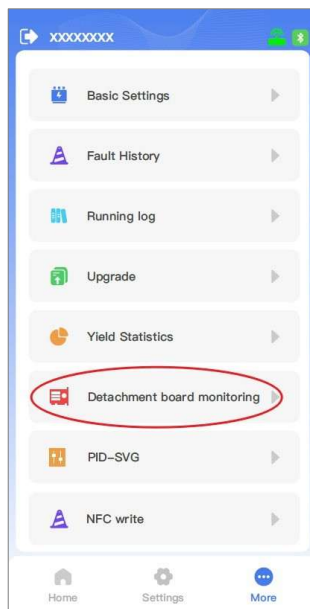 xxxxxxxx
Basic Settings
Fault History
Running log
Upgrade
Yield Statistics
Detachment board monitoring
PID-SVG
NFC write
Home
Settings
More